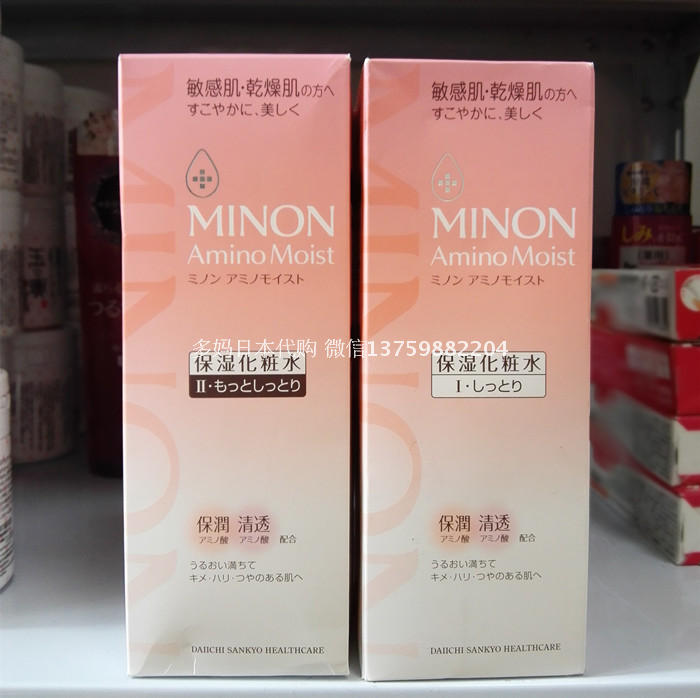 敏感肌・乾燥肌の方へ
すこやかに、美しく
MINON
Amino Moist
ミノン アミノモイスト
保湿化粧水
II・もっとしっとり
保潤 清透
アミノ酸 アミノ酸 配合
うるおい満ちて
キメ・ハリ・つやのある肌へ
DAIICHI SANKYO HEALTHCARE
敏感肌・乾燥肌の方へ
すこやかに、美しく
MINON
Amino Moist
ミノン アミノモイスト
保湿化粧水
I・しっとり
保潤 清透
アミノ酸 アミノ酸 配合
うるおい満ちて
キメ・ハリ・つやのある肌へ
DAIICHI SANKYO HEALTHCARE
多妈日本代购 微信13759882204
MINON
MINON
しみ